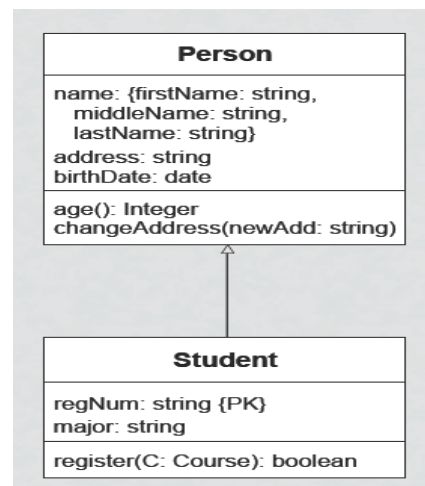 Person
name: {firstName: string,
middleName: string,
lastName: string}
address: string
birthDate: date
age(): Integer
changeAddress(newAdd: string)
Student
regNum: string {PK}
major: string
register(C: Course): boolean